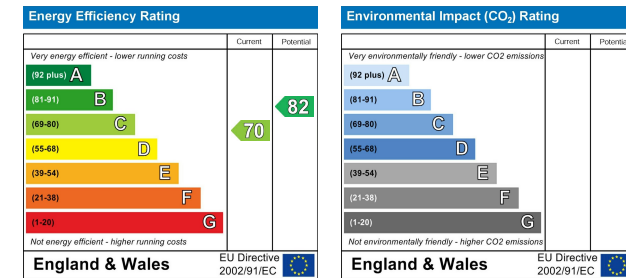 Energy Efficiency Rating
Current Potential
Very energy efficient - lower running costs
(92 plus) A
(81-91) B
82
(69-80) C
70
(55-68) D
(39-54) E
(21-38) F
(1-20) G
Not energy efficient - higher running costs
England & Wales
EU Directive
2002/91/EC
Environmental Impact (CO₂) Rating
Current Potential
Very environmentally friendly - lower CO2 emissions
(92 plus) A
(81-91) B
(69-80) C
(55-68) D
(39-54) E
(21-38) F
(1-20) G
Not environmentally friendly - higher CO2 emissions
England & Wales
EU Directive
2002/91/EC